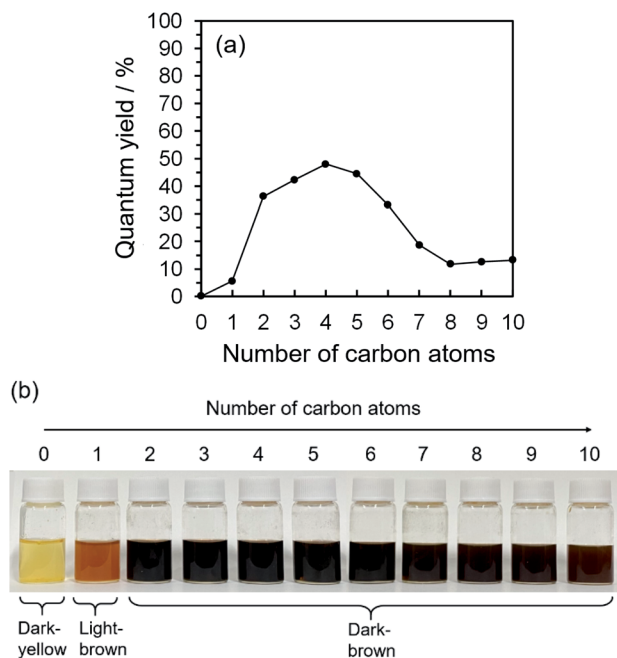 (a)
Quantum yield / %
100
90
80
70
60
50
40
30
20
10
0
0 1 2 3 4 5 6 7 8 9 10
Number of carbon atoms
(b)
Number of carbon atoms
0 1 2 3 4 5 6 7 8 9 10
Dark-
yellow
Light-
brown
Dark-
brown